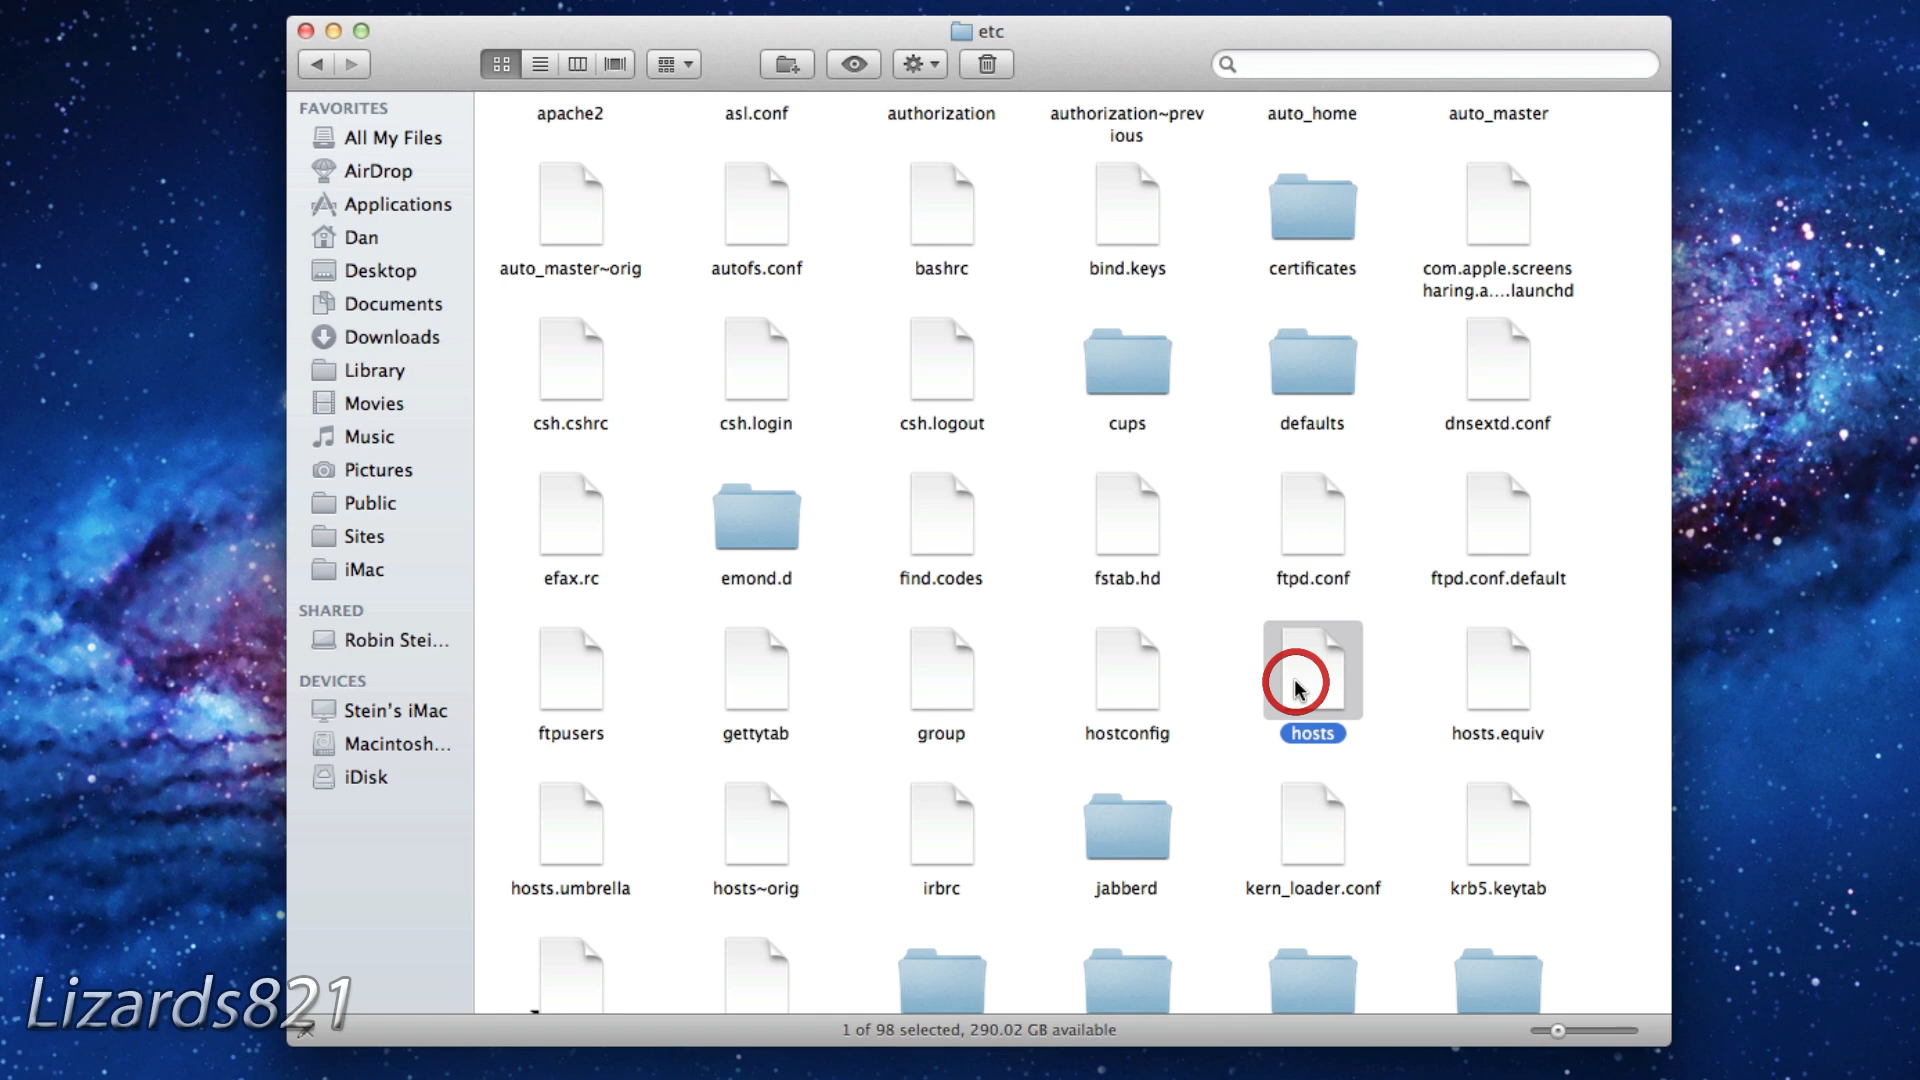 etc
FAVORITES
All My Files
AirDrop
Applications
Dan
Desktop
Documents
Downloads
Library
Movies
Music
Pictures
Public
Sites
iMac
SHARED
Robin Stei...
DEVICES
Stein's iMac
Macintosh...
iDisk
apache2
asl.conf
authorization
authorization~prev
ious
auto_home
auto_master
auto_master~orig
autofs.conf
bashrc
bind.keys
certificates
com.apple.screens
haring.a....launchd
csh.cshrc
csh.login
csh.logout
cups
defaults
dnsextd.conf
efax.rc
emond.d
find.codes
fstab.hd
ftpd.conf
ftpd.conf.default
ftpusers
gettytab
group
hostconfig
hosts
hosts.equiv
hosts.umbrella
hosts~orig
irbrc
jabberd
kern_loader.conf
krb5.keytab
Lizards821
1 of 98 selected, 290.02 GB available